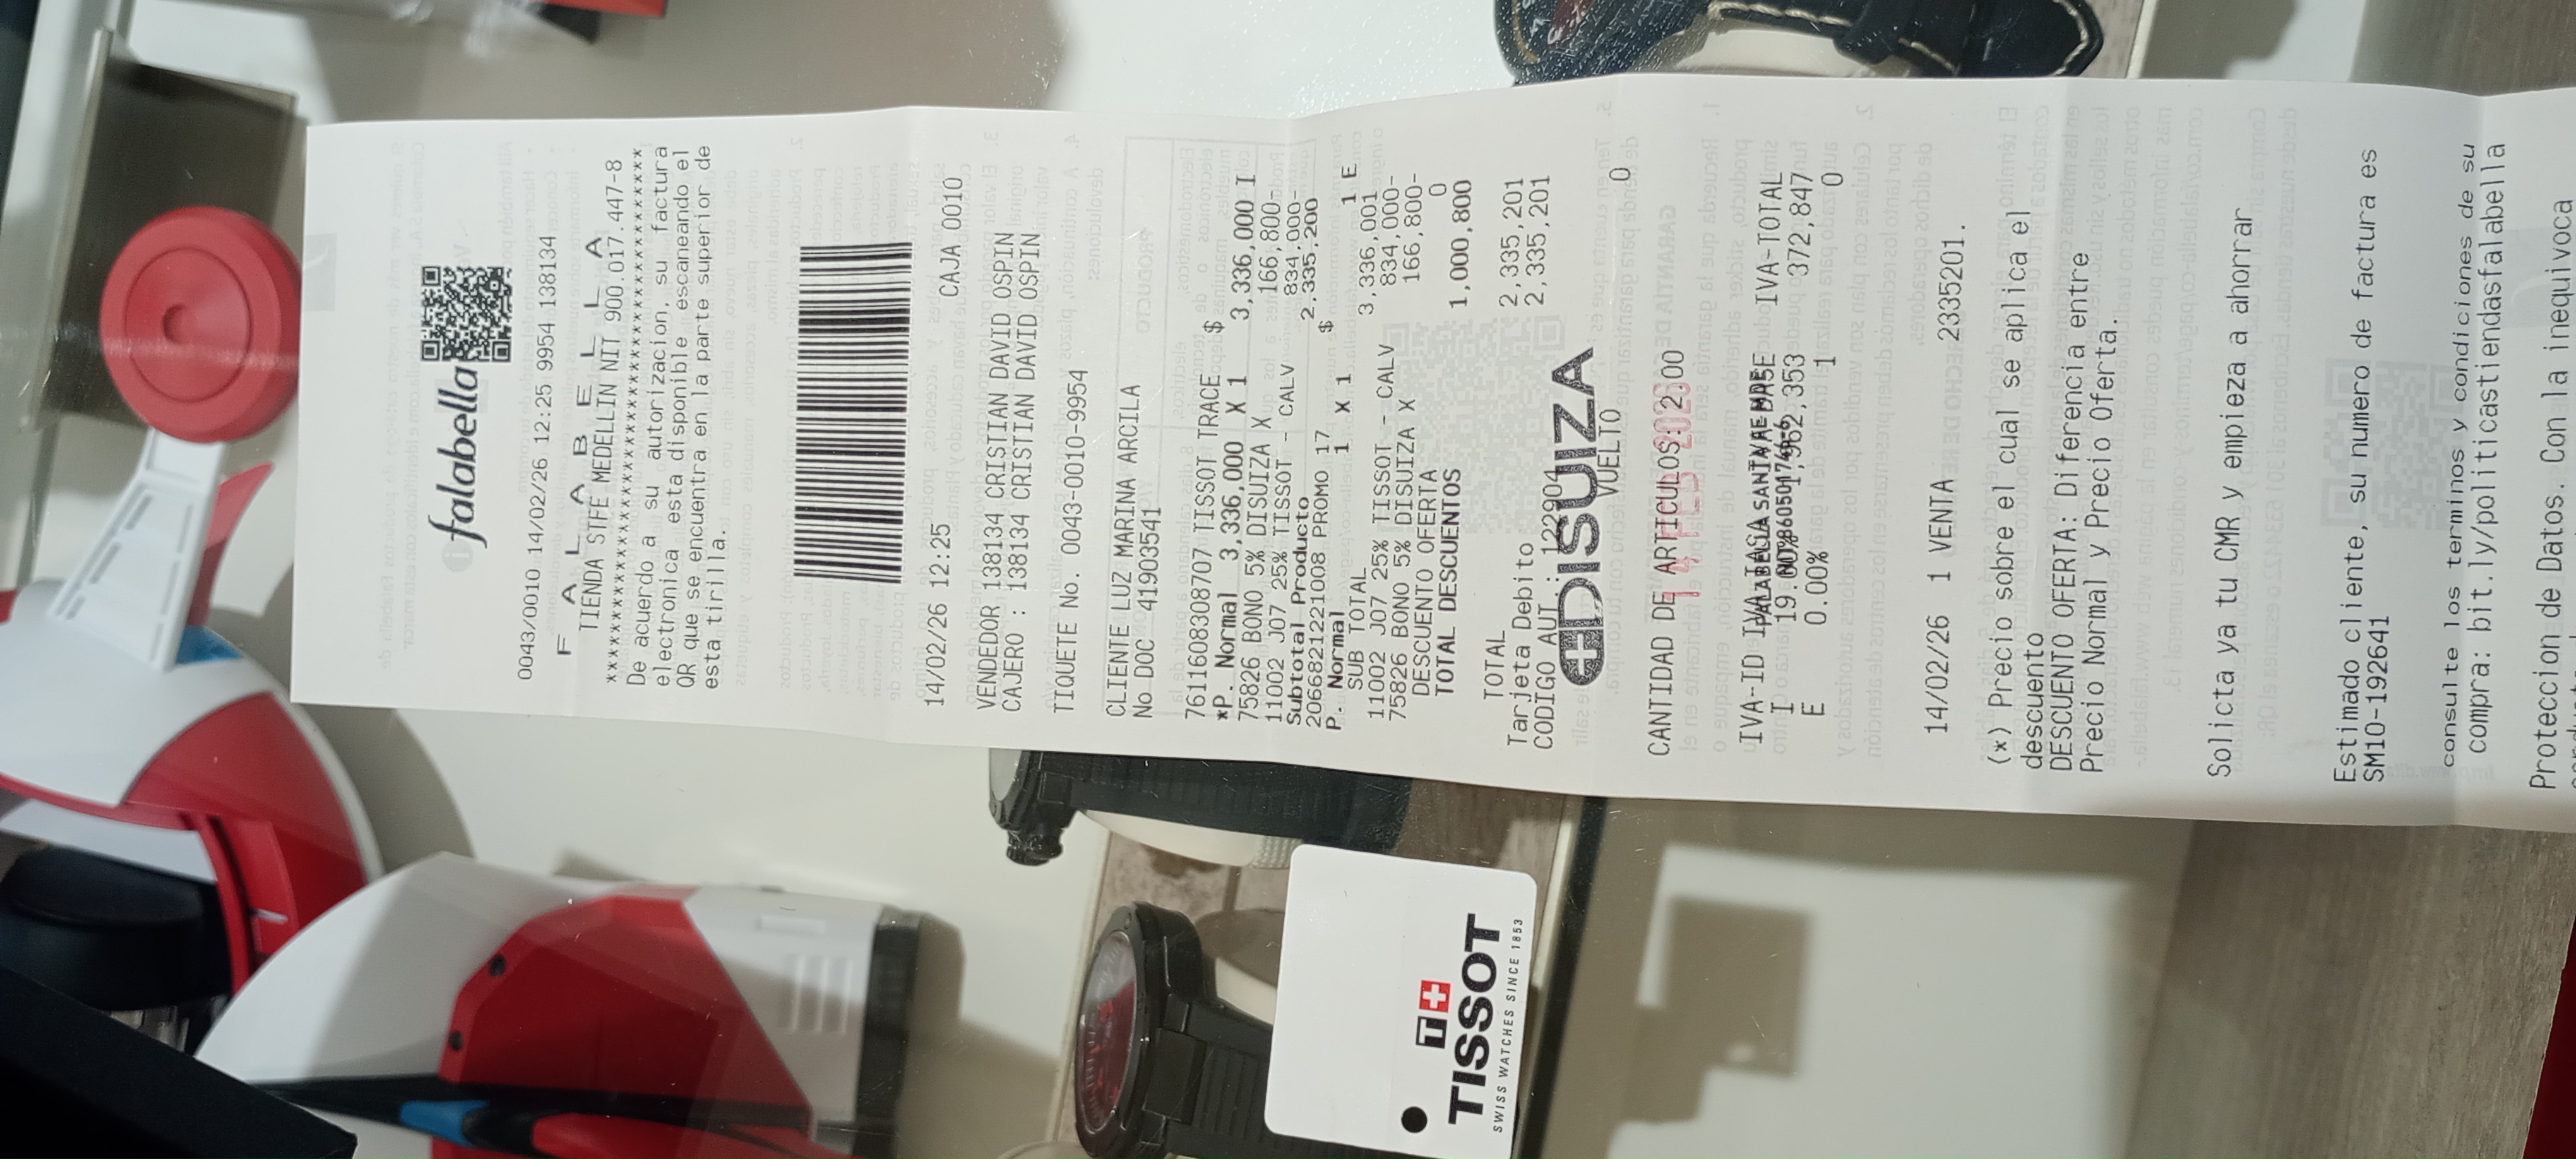 falabella
0043/0010 14/02/26 12:25 9954 138134
F A L A B E L L A
TIENDA STFE MEDELLIN NIT 900.017.447-8
****************************************
De acuerdo a su autorizacion, su factura
electronica esta disponible escaneando el
QR que se encuentra en la parte superior de
esta tirilla.
14/02/26 12:25 CAJA 0010
VENDEDOR 138134 CRISTIAN DAVID OSPIN
CAJERO : 138134 CRISTIAN DAVID OSPIN
TIQUETE No. 0043-0010-9954
CLIENTE LUZ MARINA ARCILA
No DOC 41903541
7611608308707 TISSOT TRACE $
*P. Normal 3,336,000 X 1 3,336,000 I
75826 BONO 5% DISUIZA X 166,800-
11002 J07 25% TISSOT - CALV 834,000-
Subtotal Producto 2,335,200
2066821221008 PROMO 17 $
P. Normal 1 X 1 1 E
SUB TOTAL 3,336,001
11002 J07 25% TISSOT - CALV 834,000-
75826 BONO 5% DISUIZA X 166,800-
DESCUENTO OFERTA 0
TOTAL DESCUENTOS 1,000,800
TOTAL 2,335,201
Tarjeta Debito 2,335,201
CODIGO AUT : 122904
DISUIZA
VUELTO 0
CANTIDAD DE ARTICULOS: 2.00
IVA-ID IVA-TASA IVA-BASE IVA-TOTAL
I 19.00% 1,962,353 372,847
E 0.00% 1 0
14/02/26 1 VENTA 2335201.
(*) Precio sobre el cual se aplica el
descuento
DESCUENTO OFERTA: Diferencia entre
Precio Normal y Precio Oferta.
Solicita ya tu CMR y empieza a ahorrar
Estimado cliente, su numero de factura es
SM10-192641
consulte los terminos y condiciones de su
compra: bit.ly/politicastiendasfalabella
Proteccion de Datos. Con la inequivoca
T+
TISSOT
SWISS WATCHES SINCE 1853